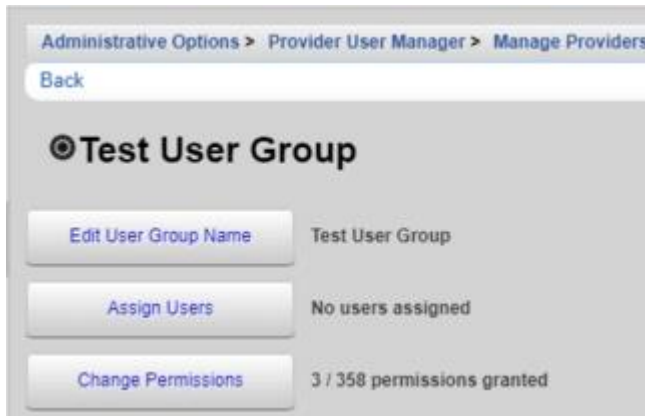 Administrative Options > Provider User Manager > Manage Providers
Back
Test User Group
Edit User Group Name Test User Group
Assign Users No users assigned
Change Permissions 3 / 358 permissions granted